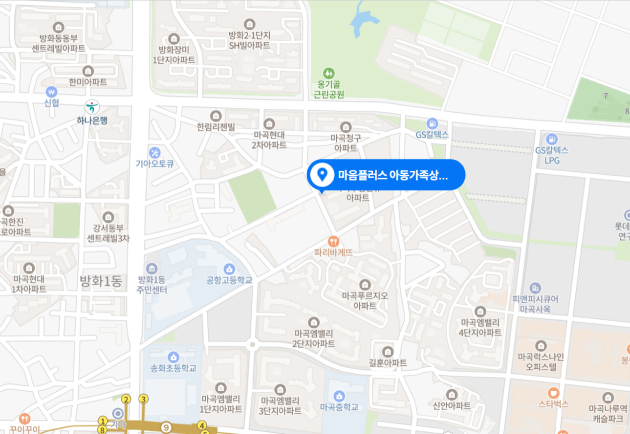 방화동동부
센트레빌아파트
방화장미
1단지아파트
방화2-1단지
SH빌아파트
한미아파트
신협
하나은행
옹기골
근린공원
한림리젠빌
마곡현대
2차아파트
마곡청구
아파트
GS칼텍스
GS칼텍스
LPG
기아오토큐
마음플러스 아동가족상...
아파트
강서동부
센트레빌3차
파리바게뜨
방화1동
마곡현대
1차아파트
방화1동
주민센터
공항고등학교
마곡푸르지오
아파트
피앤피시큐어
마곡사옥
마곡엠밸리
2단지아파트
마곡엠밸리
4단지아파트
송화초등학교
길훈아파트
마곡럭스나인
오피스텔
마곡엠밸리
1단지아파트
마곡엠밸리
3단지아파트
마곡중학교
신안아파트
스타벅스
마곡나루역
캐슬파크
꾸이꾸이
2
3
1
8
9
4